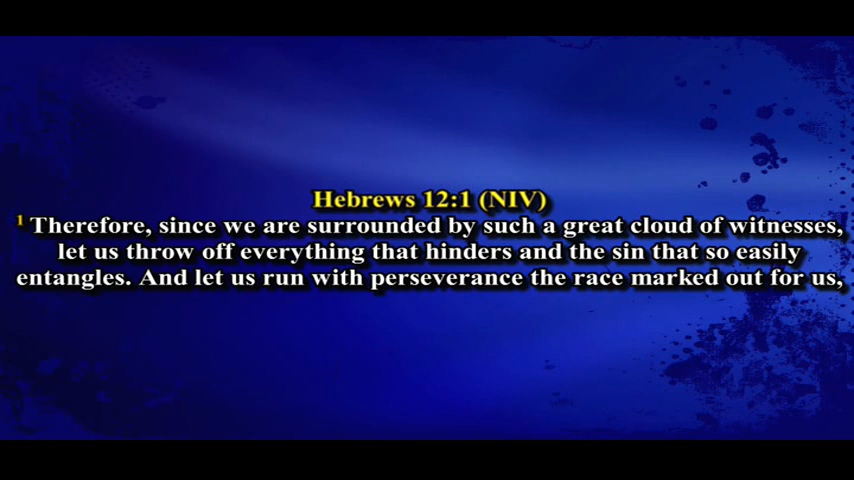 Hebrews 12:1 (NIV)
1 Therefore, since we are surrounded by such a great cloud of witnesses,
let us throw off everything that hinders and the sin that so easily
entangles. And let us run with perseverance the race marked out for us,